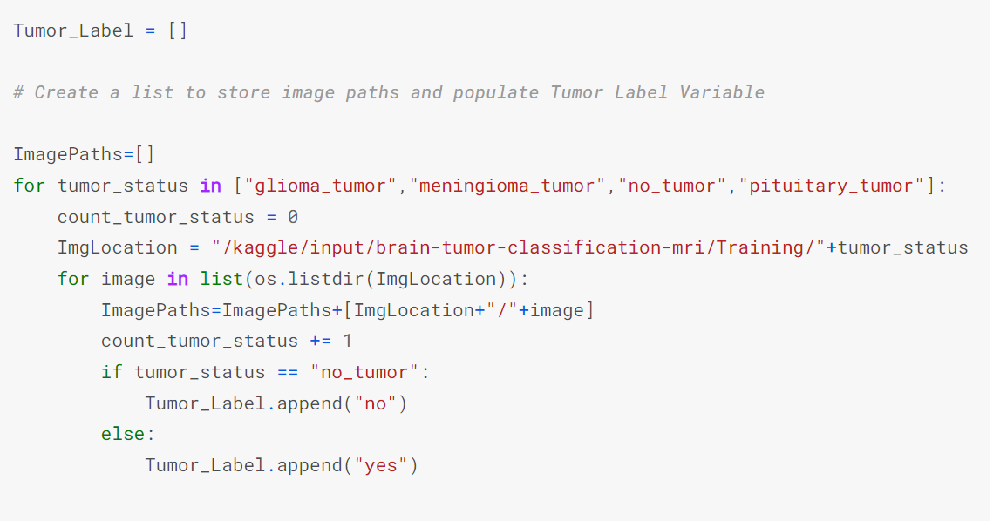 Tumor_Label = []
# Create a list to store image paths and populate Tumor Label Variable
ImagePaths=[]
for tumor_status in ["glioma_tumor","meningioma_tumor","no_tumor","pituitary_tumor"]:
    count_tumor_status = 0
    ImgLocation = "/kaggle/input/brain-tumor-classification-mri/Training/"+tumor_status
    for image in list(os.listdir(ImgLocation)):
        ImagePaths=ImagePaths+[ImgLocation+"/"+image]
        count_tumor_status += 1
        if tumor_status == "no_tumor":
            Tumor_Label.append("no")
        else:
            Tumor_Label.append("yes")